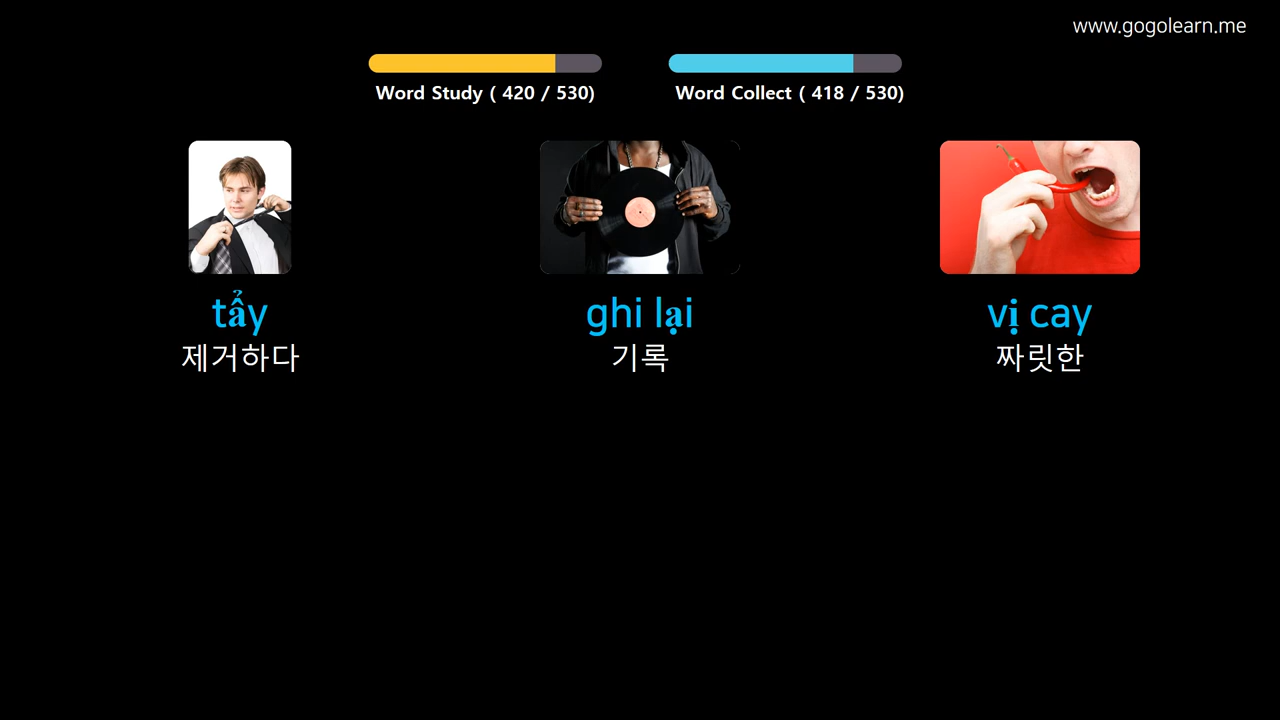 www.gogolearn.me
Word Study ( 420 / 530)
Word Collect ( 418 / 530)
tẩy
ghi lại
vị cay
제거하다
기록
짜릿한